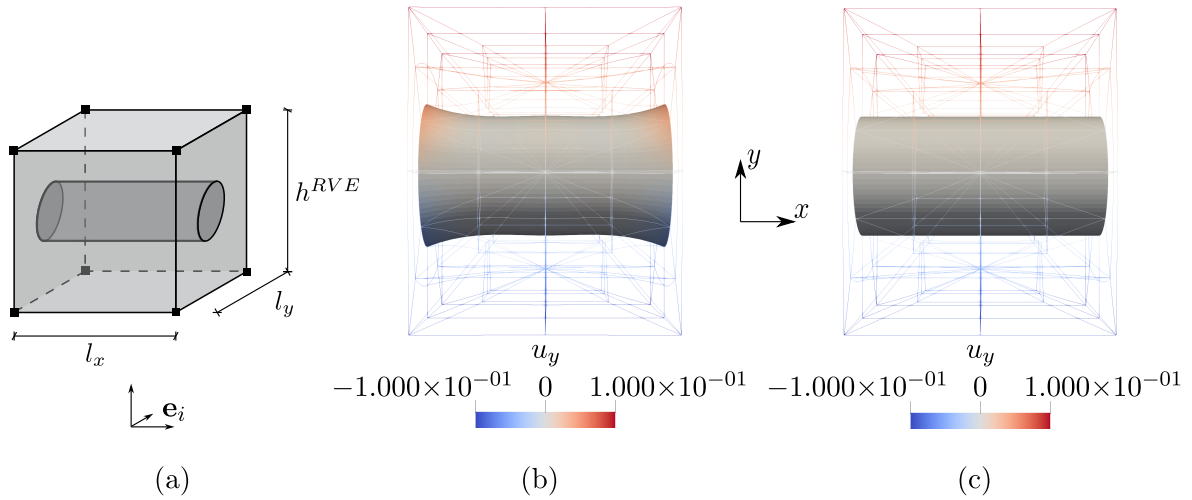 h^{RVE}
l_y
l_x
e_i
(a)
u_y
−1.000×10^{−01} 0 1.000×10^{−01}
(b)
y
x
u_y
−1.000×10^{−01} 0 1.000×10^{−01}
(c)